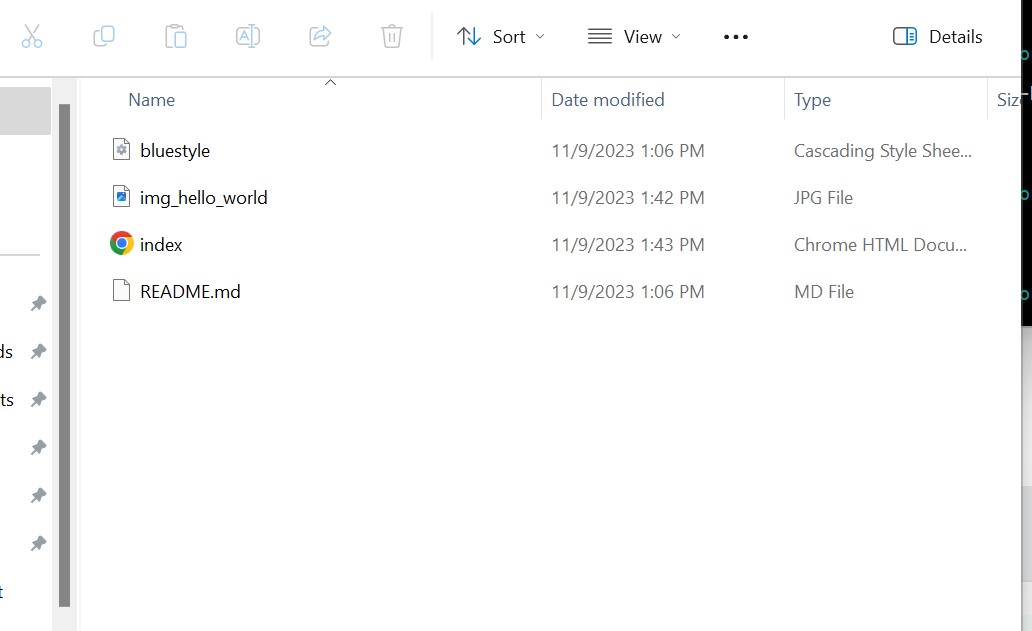 Sort View ••• Details
Name Date modified Type Siz
bluestyle 11/9/2023 1:06 PM Cascading Style Shee...
img_hello_world 11/9/2023 1:42 PM JPG File
index 11/9/2023 1:43 PM Chrome HTML Docu...
README.md 11/9/2023 1:06 PM MD File
ds
ts
t